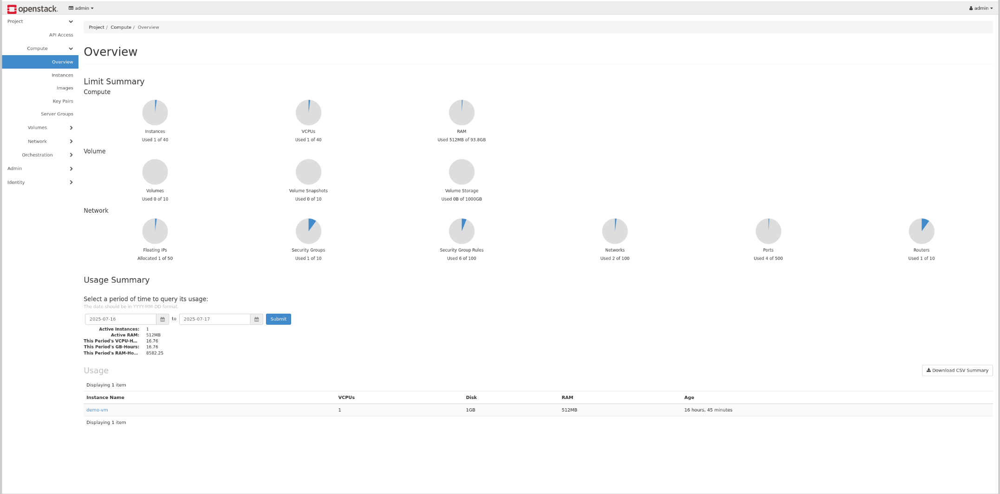 openstack. admin admin
Project
API Access
Compute
Overview
Instances
Images
Key Pairs
Server Groups
Volumes
Network
Orchestration
Admin
Identity
Project / Compute / Overview
Overview
Limit Summary
Compute
Instances VCPUs RAM
Used 1 of 40 Used 1 of 40 Used 512MB of 93.8GB
Volume
Volumes Volume Snapshots Volume Storage
Used 0 of 10 Used 0 of 10 Used 0B of 1000GB
Network
Floating IPs Security Groups Security Group Rules Networks Ports Routers
Allocated 1 of 50 Used 1 of 10 Used 6 of 100 Used 2 of 100 Used 4 of 500 Used 1 of 10
Usage Summary
Select a period of time to query its usage:
The date should be in YYYY-MM-DD format.
2025-07-16 to 2025-07-17 Submit
Active Instances: 1
Active RAM: 512MB
This Period's VCPU-H... 16.76
This Period's GB-Hours: 16.76
This Period's RAM-Ho... 8582.25
Usage Download CSV Summary
Displaying 1 item
Instance Name VCPUs Disk RAM Age
demo-vm 1 1GB 512MB 16 hours, 45 minutes
Displaying 1 item